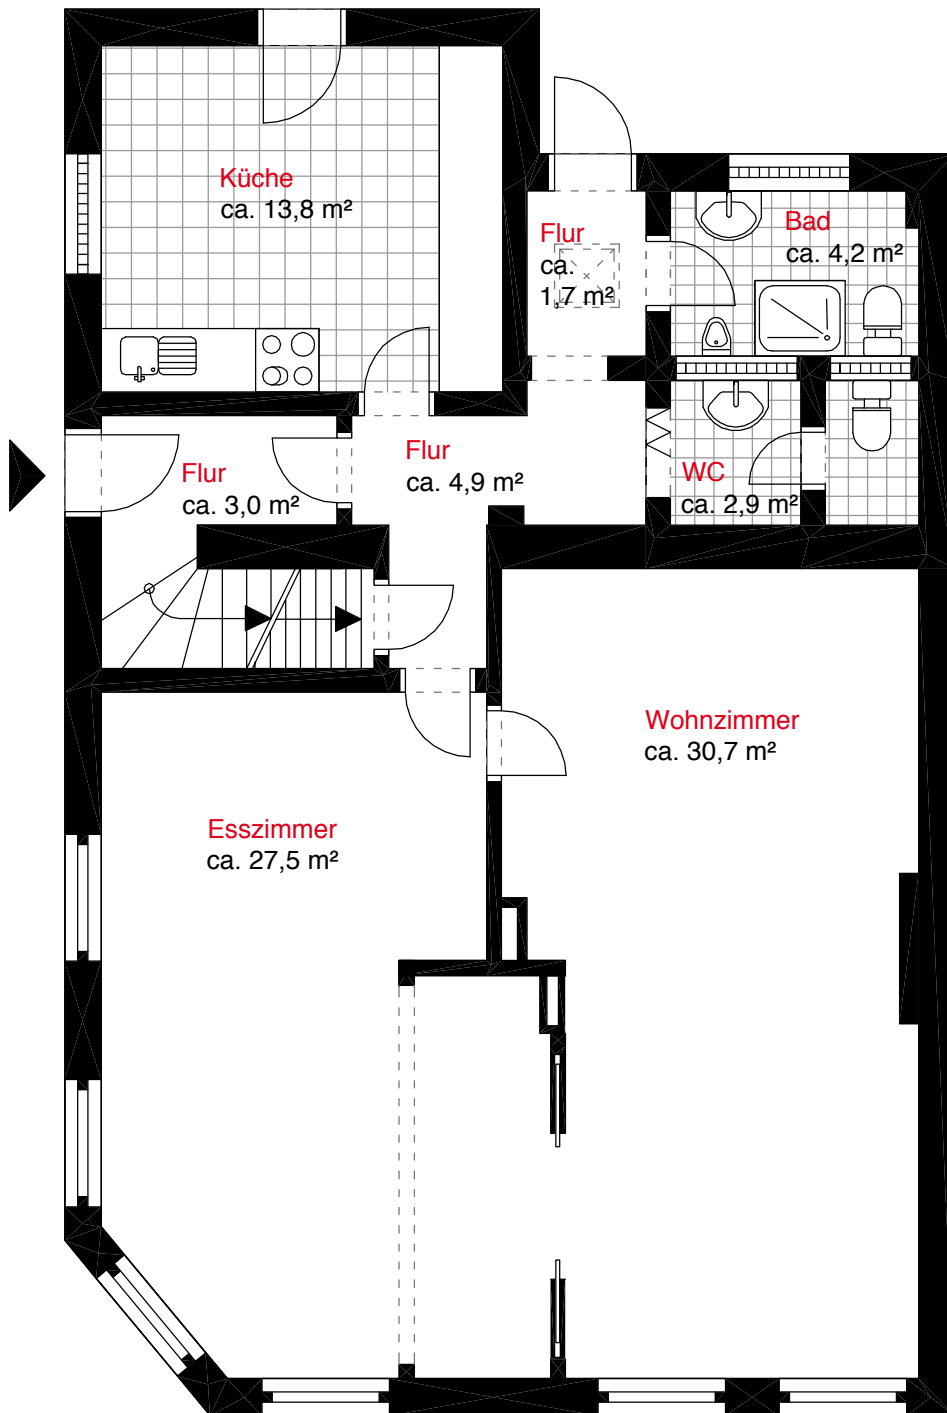 Küche
ca. 13,8 m²
Flur
ca.
1,7 m²
Bad
ca. 4,2 m²
Flur
ca. 3,0 m²
Flur
ca. 4,9 m²
WC
ca. 2,9 m²
Wohnzimmer
ca. 30,7 m²
Esszimmer
ca. 27,5 m²